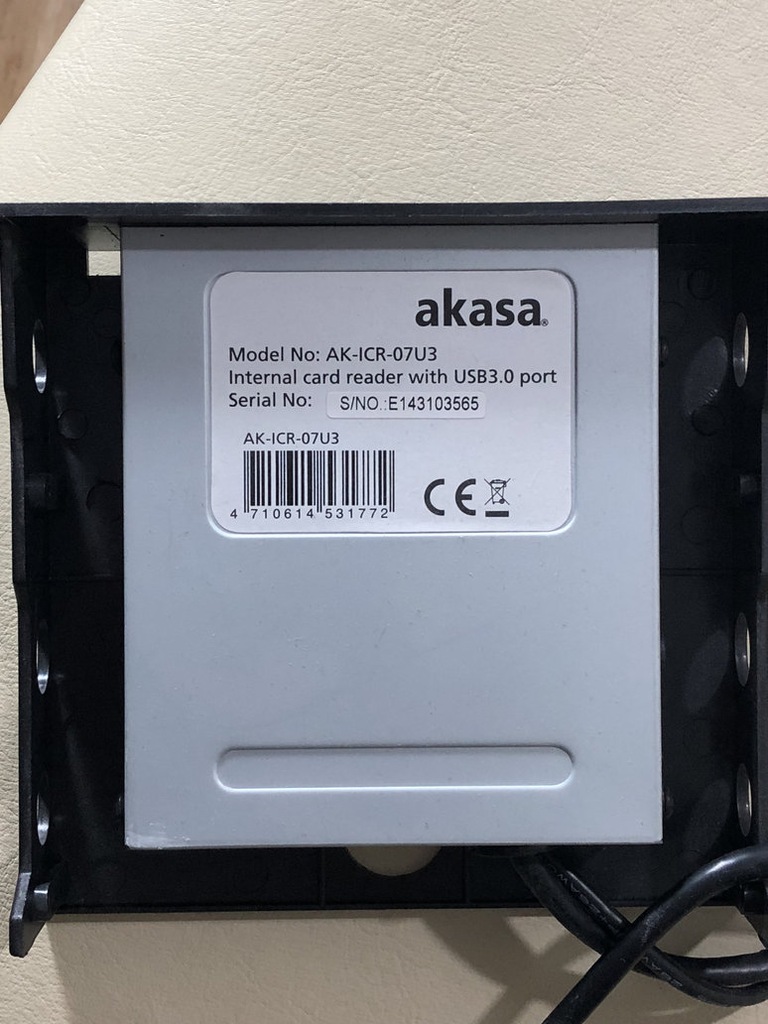 akasa®
Model No: AK-ICR-07U3
Internal card reader with USB3.0 port
Serial No: S/NO.:E143103565
AK-ICR-07U3
4 710614 531772
CE